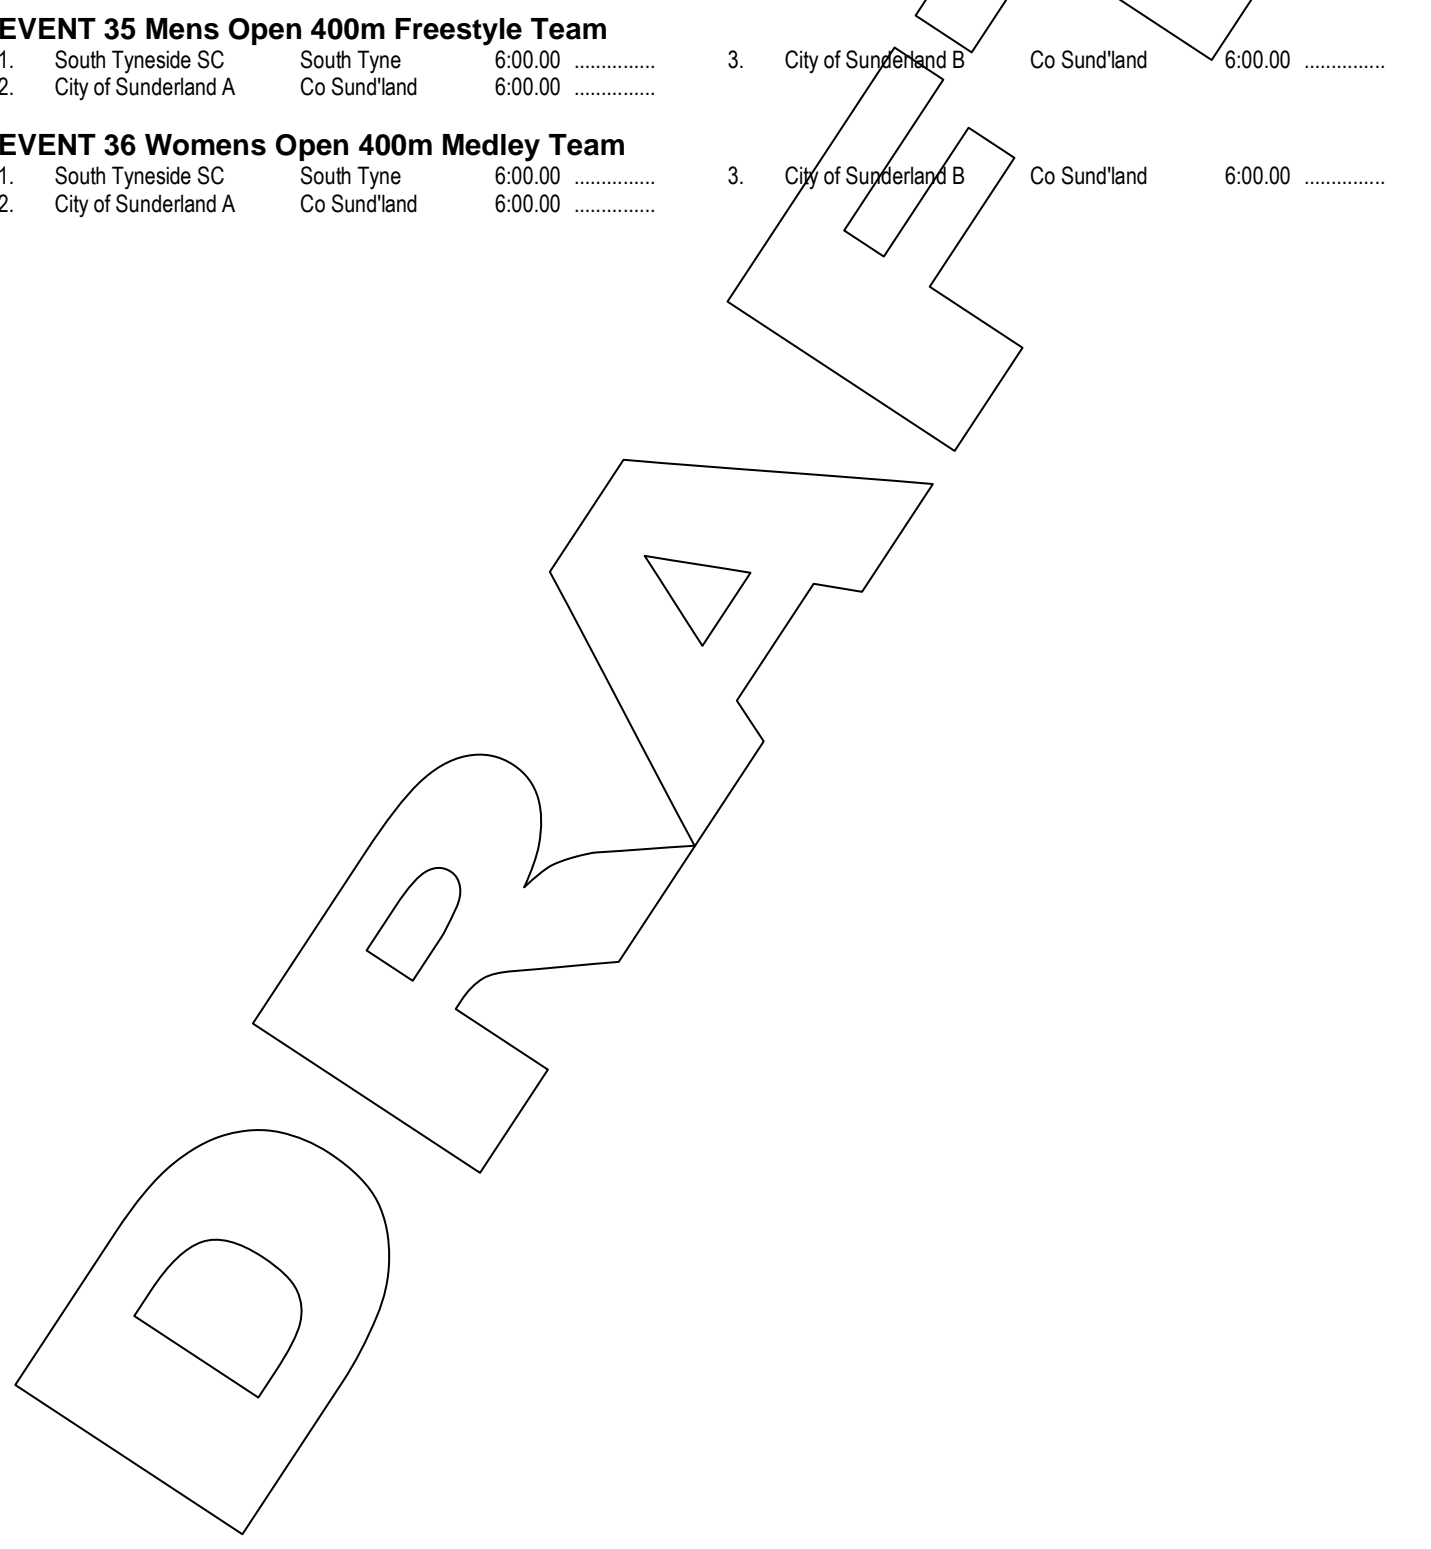 EVENT 35 Mens Open 400m Freestyle Team
1. South Tyneside SC South Tyne 6:00.00 ...............
2. City of Sunderland A Co Sund'land 6:00.00 ...............
3. City of Sunderland B Co Sund'land 6:00.00 ...............
EVENT 36 Womens Open 400m Medley Team
1. South Tyneside SC South Tyne 6:00.00 ...............
2. City of Sunderland A Co Sund'land 6:00.00 ...............
3. City of Sunderland B Co Sund'land 6:00.00 ...............
DRAFT